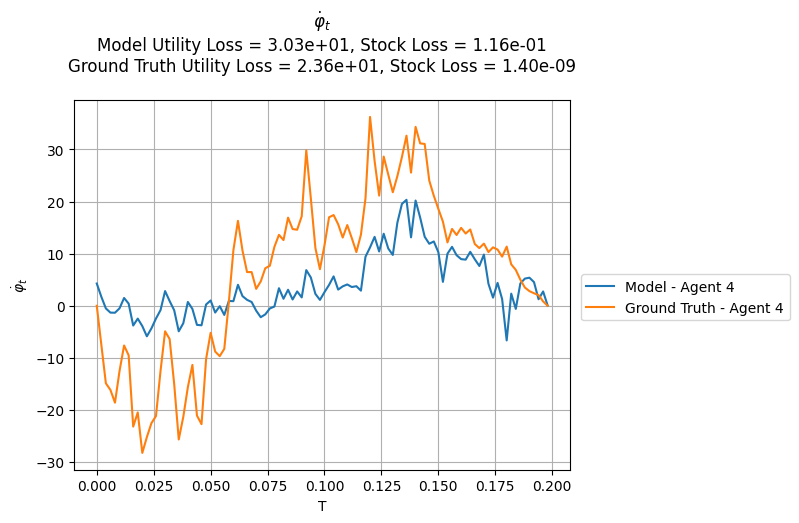 φ̇ₜ
Model Utility Loss = 3.03e+01, Stock Loss = 1.16e-01
Ground Truth Utility Loss = 2.36e+01, Stock Loss = 1.40e-09
30
20
10
0
−10
−20
−30
φ̇ₜ
0.000 0.025 0.050 0.075 0.100 0.125 0.150 0.175 0.200
T
Model - Agent 4
Ground Truth - Agent 4